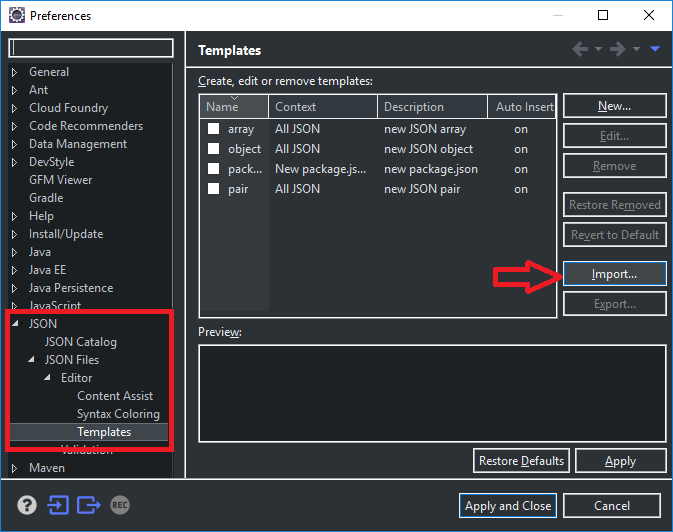 Preferences
Templates
General
Ant
Cloud Foundry
Code Recommenders
Data Management
DevStyle
GFM Viewer
Gradle
Help
Install/Update
Java
Java EE
Java Persistence
JavaScript
JSON
JSON Catalog
JSON Files
Editor
Content Assist
Syntax Coloring
Templates
Validation
Maven
Create, edit or remove templates:
Name Context Description Auto Insert
array All JSON new JSON array on
object All JSON new JSON object on
pack... New package.js... new package.json on
pair All JSON new JSON pair on
New...
Edit...
Remove
Restore Removed
Revert to Default
Import...
Export...
Preview:
Restore Defaults Apply
? REC
Apply and Close Cancel